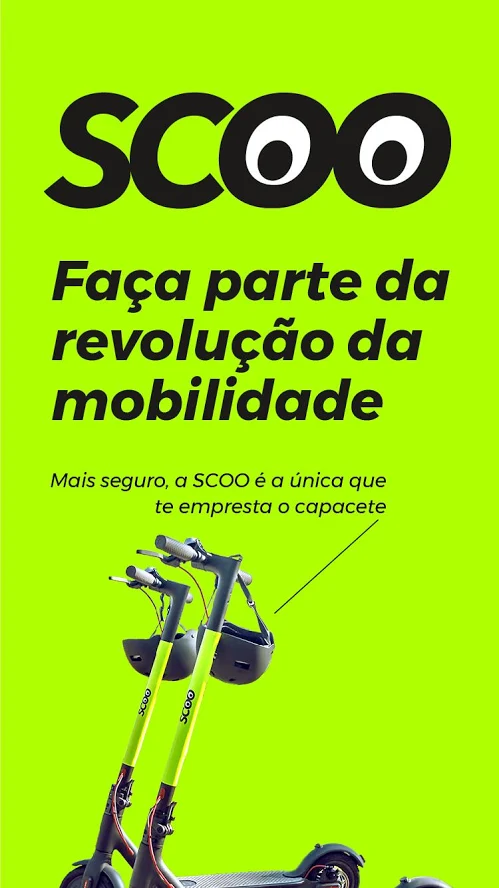 SCOO
Faça parte da
revolução da
mobilidade
Mais seguro, a SCOO é a única que
te empresta o capacete
SCOO
SCOO